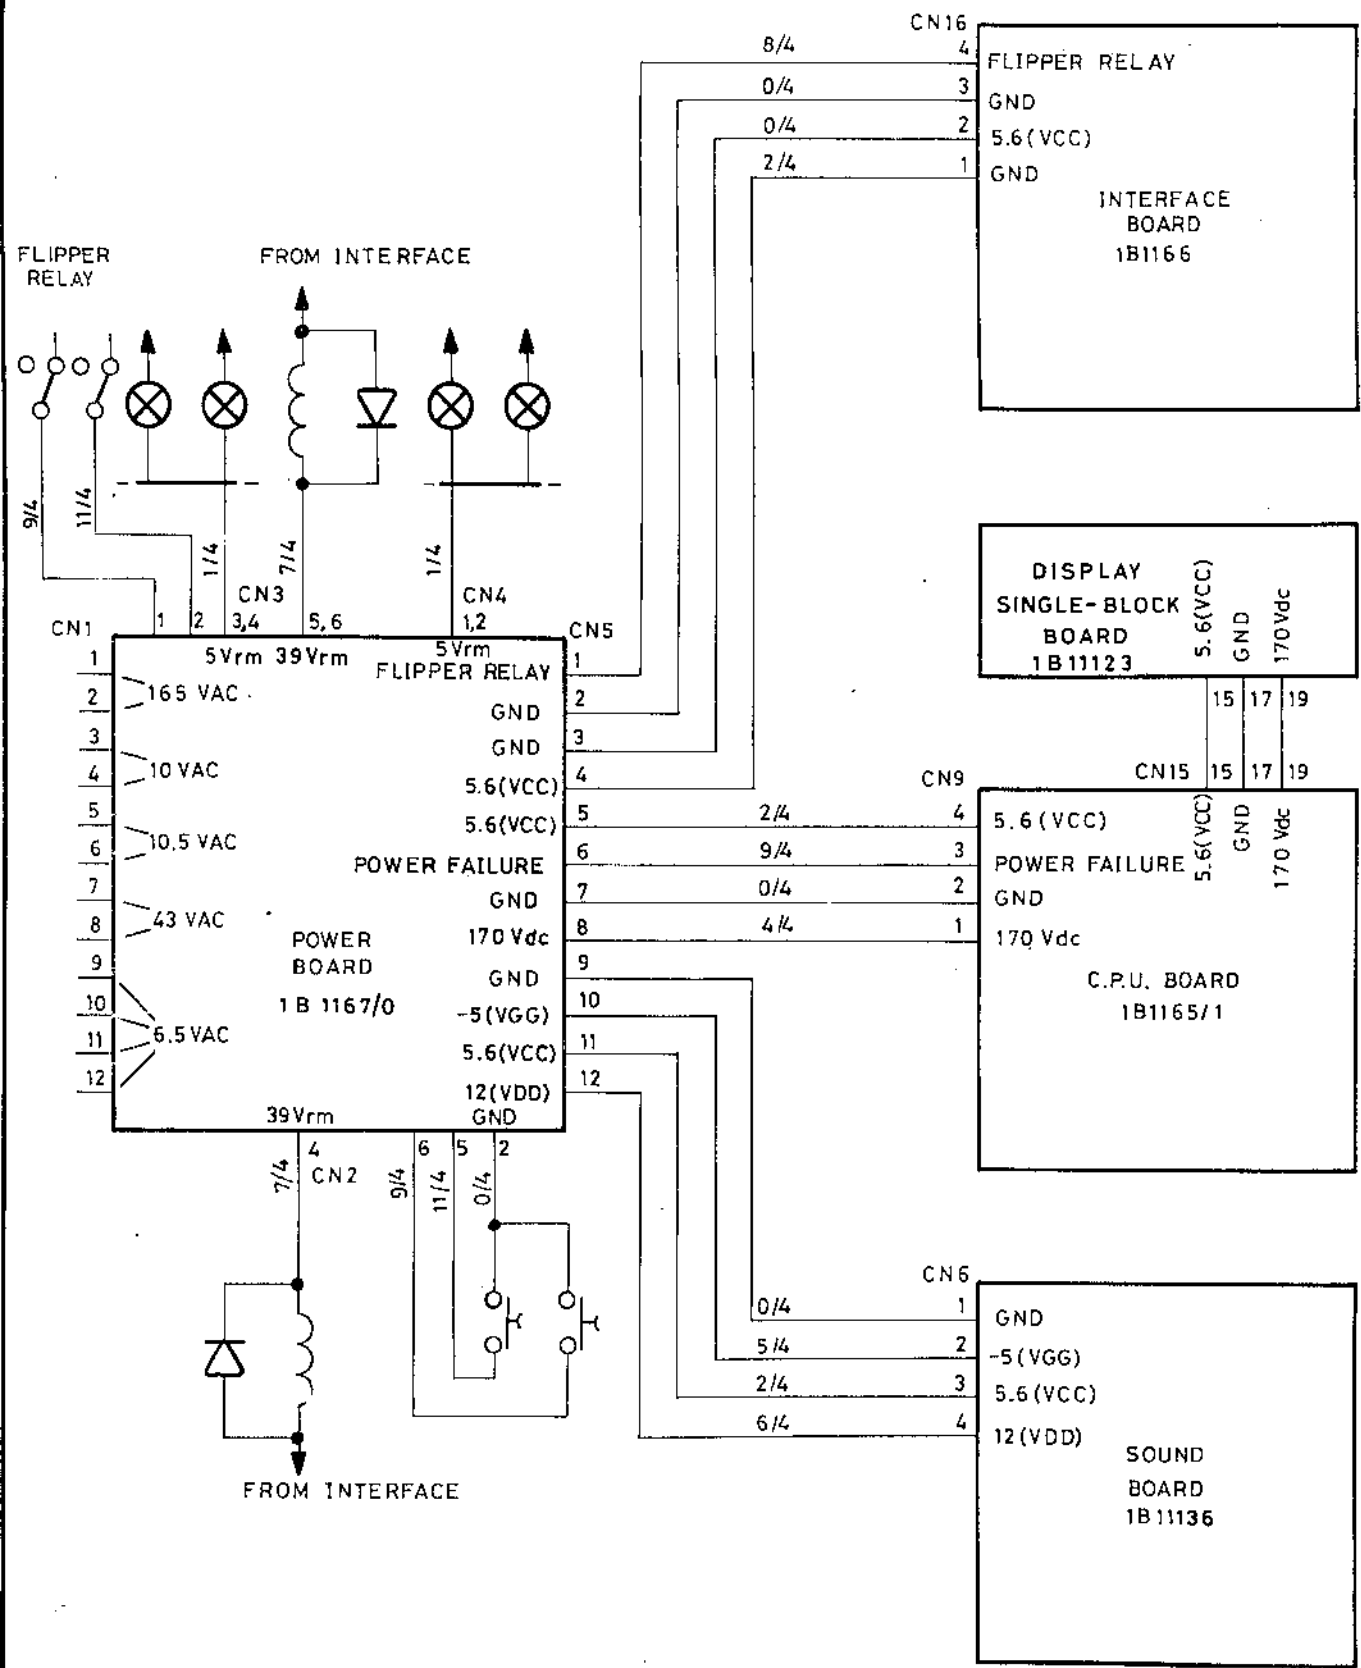 CN16
8/4
4
FLIPPER RELAY
0/4
3
GND
0/4
2
5.6(VCC)
2/4
1
GND
INTERFACE
BOARD
1B1166
FLIPPER
RELAY
FROM INTERFACE
9/4
11/4
1/4
7/4
1/4
CN3
CN4
1
2
3,4
5,6
1,2
CN1
CN5
5Vrm
39Vrm
5Vrm
1
2
165 VAC
3
4
10 VAC
5
6
10,5 VAC
7
8
43 VAC
9
10
11
12
6.5 VAC
POWER
BOARD
1B 1167/0
FLIPPER RELAY
1
GND
2
GND
3
5.6(VCC)
4
5.6(VCC)
5
POWER FAILURE
6
GND
7
170 Vdc
8
GND
9
-5(VGG)
10
5.6(VCC)
11
12(VDD)
12
39Vrm
GND
4
CN2
6
5
2
7/4
9/4
11/4
0/4
FROM INTERFACE
DISPLAY
SINGLE-BLOCK
BOARD
1B11123
5.6(VCC)
GND
170Vdc
15
17
19
CN15
15
17
19
CN9
5.6(VCC)
GND
170 Vdc
2/4
4
5.6(VCC)
9/4
3
POWER FAILURE
0/4
2
GND
4/4
1
170 Vdc
C.P.U. BOARD
1B1165/1
CN6
0/4
1
GND
5/4
2
-5(VGG)
2/4
3
5.6(VCC)
6/4
4
12(VDD)
SOUND
BOARD
1B11136